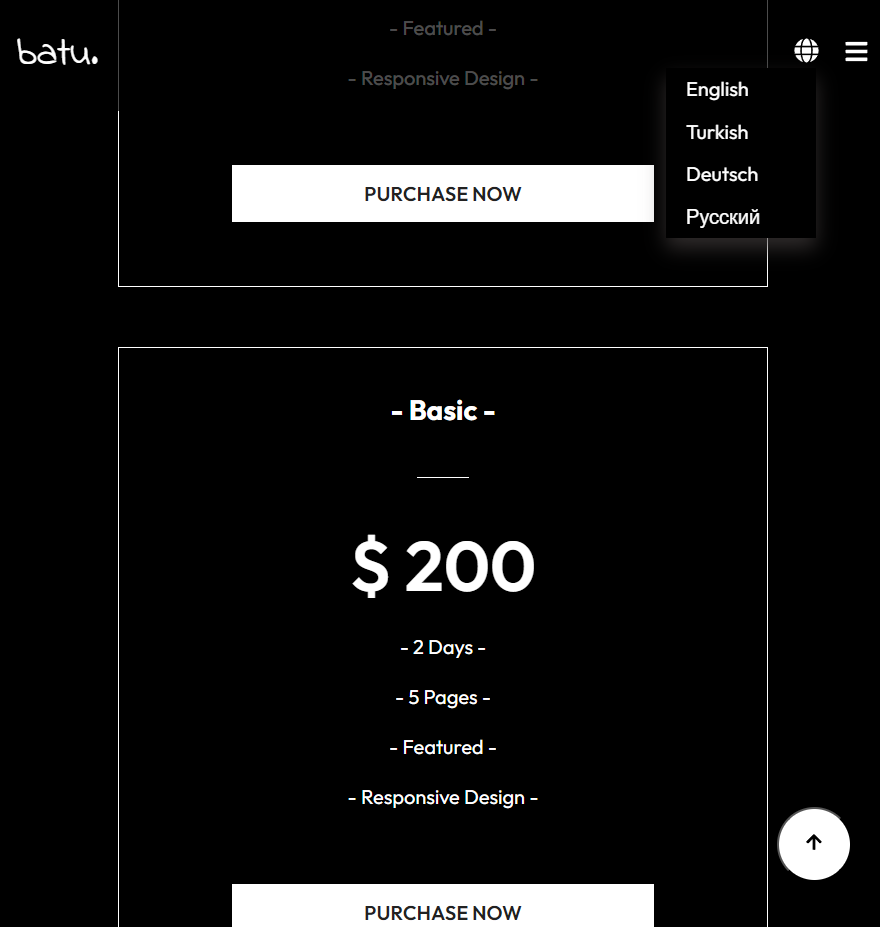 - Featured -
batu.
- Responsive Design -
English
Turkish
Deutsch
Русский
PURCHASE NOW
- Basic -
$ 200
- 2 Days -
- 5 Pages -
- Featured -
- Responsive Design -
PURCHASE NOW